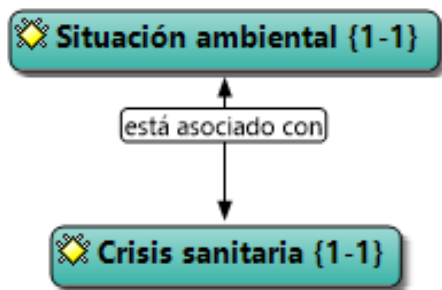 Situación ambiental {1-1}
está asociado con
Crisis sanitaria {1-1}